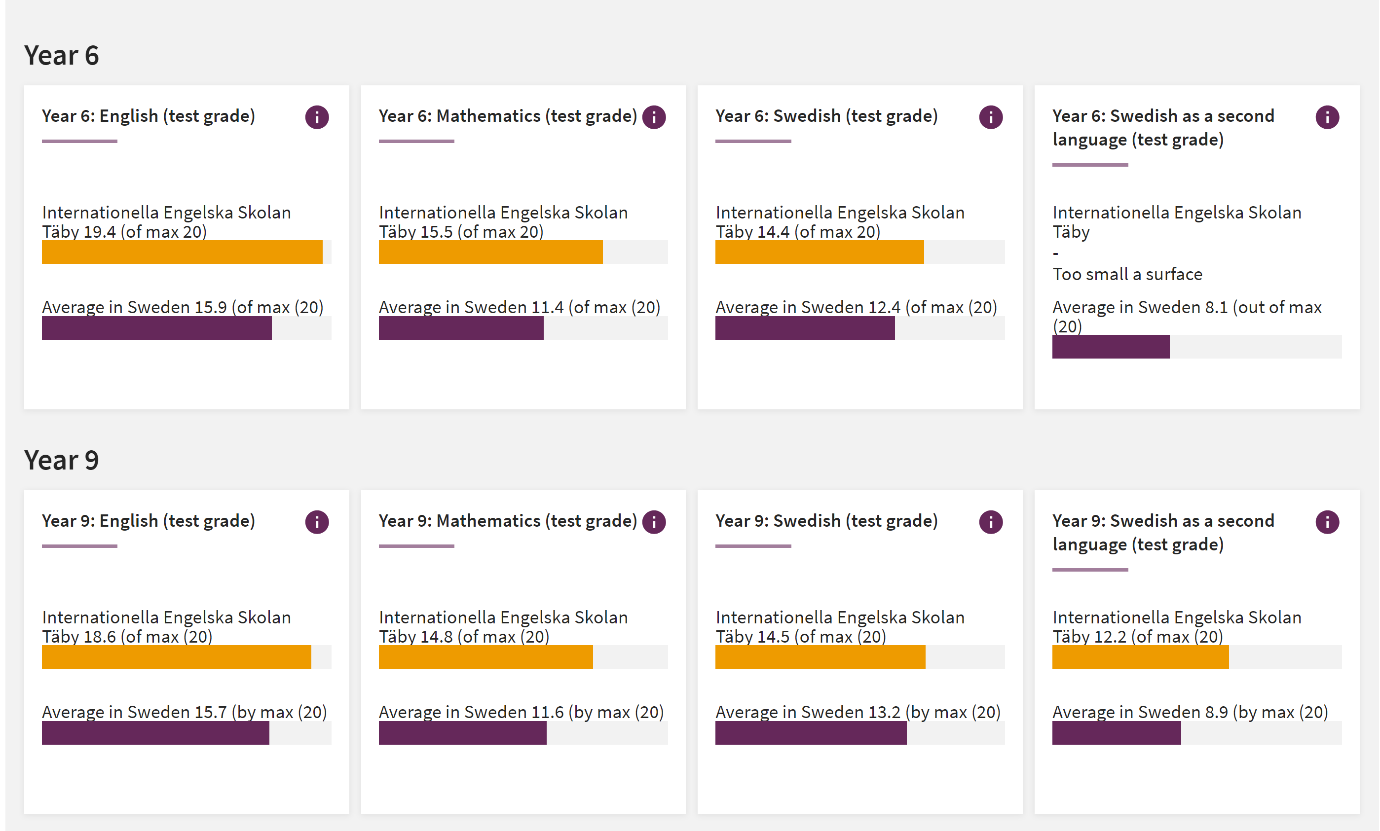 Year 6
Year 6: English (test grade)
Internationella Engelska Skolan
Täby 19.4 (of max 20)
Average in Sweden 15.9 (of max (20)
Year 6: Mathematics (test grade)
Internationella Engelska Skolan
Täby 15.5 (of max 20)
Average in Sweden 11.4 (of max (20)
Year 6: Swedish (test grade)
Internationella Engelska Skolan
Täby 14.4 (of max 20)
Average in Sweden 12.4 (of max (20)
Year 6: Swedish as a second
language (test grade)
Internationella Engelska Skolan
Täby
-
Too small a surface
Average in Sweden 8.1 (out of max
(20)
Year 9
Year 9: English (test grade)
Internationella Engelska Skolan
Täby 18.6 (of max (20)
Average in Sweden 15.7 (by max (20)
Year 9: Mathematics (test grade)
Internationella Engelska Skolan
Täby 14.8 (of max (20)
Average in Sweden 11.6 (by max (20)
Year 9: Swedish (test grade)
Internationella Engelska Skolan
Täby 14.5 (of max (20)
Average in Sweden 13.2 (by max (20)
Year 9: Swedish as a second
language (test grade)
Internationella Engelska Skolan
Täby 12.2 (of max (20)
Average in Sweden 8.9 (by max (20)